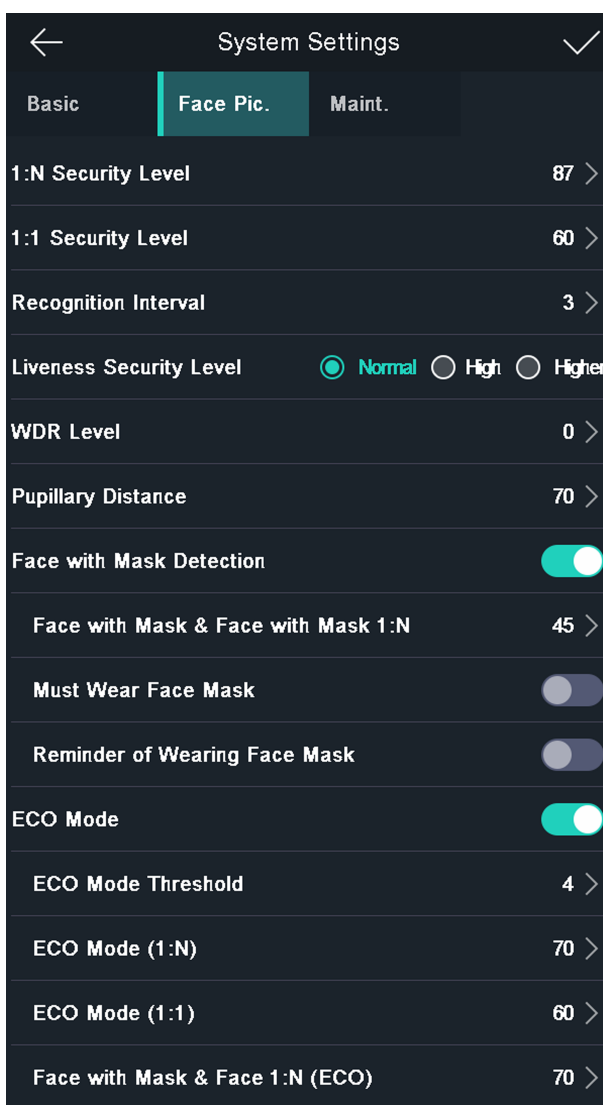 System Settings
Basic Face Pic. Maint.
1:N Security Level 87
1:1 Security Level 60
Recognition Interval 3
Liveness Security Level Normal High Higher
WDR Level 0
Pupillary Distance 70
Face with Mask Detection
Face with Mask & Face with Mask 1:N 45
Must Wear Face Mask
Reminder of Wearing Face Mask
ECO Mode
ECO Mode Threshold 4
ECO Mode (1:N) 70
ECO Mode (1:1) 60
Face with Mask & Face 1:N (ECO) 70